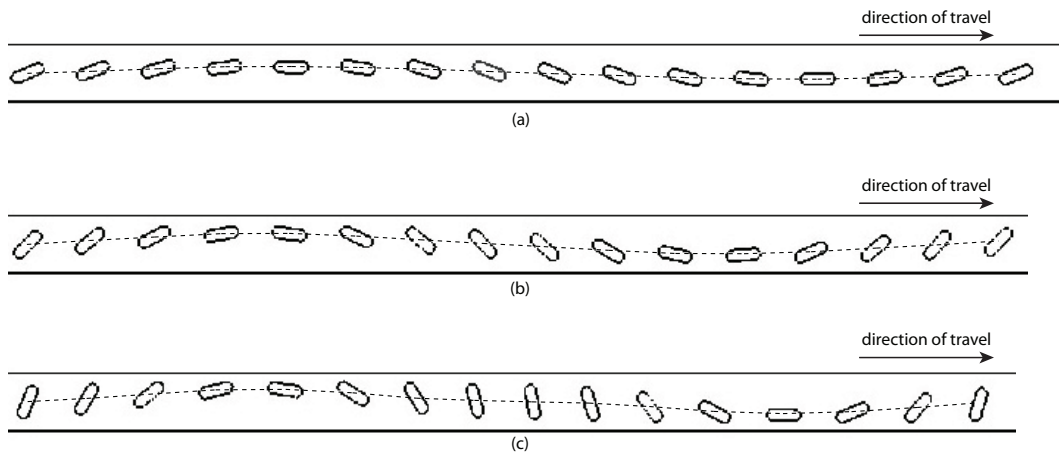 direction of travel
(a)
direction of travel
(b)
direction of travel
(c)